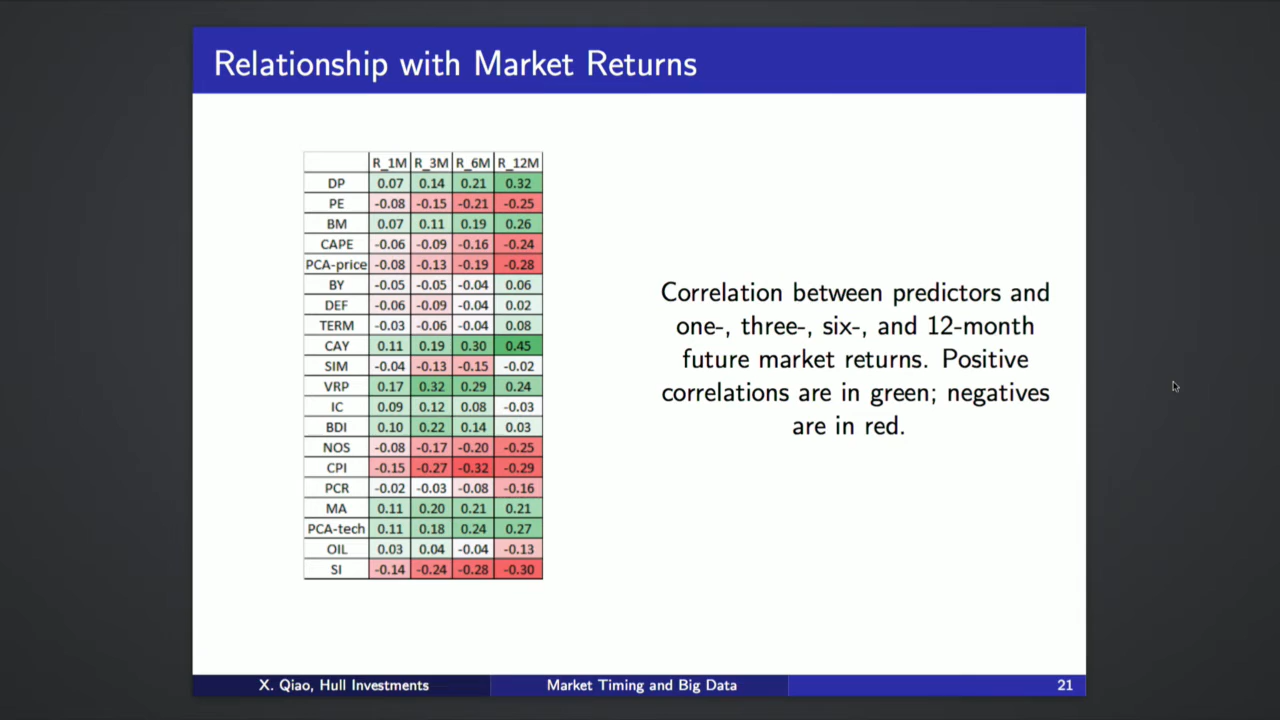 Relationship with Market Returns
R_1M R_3M R_6M R_12M
DP 0.07 0.14 0.21 0.32
PE -0.08 -0.15 -0.21 -0.25
BM 0.07 0.11 0.19 0.26
CAPE -0.06 -0.09 -0.16 -0.24
PCA-price -0.08 -0.13 -0.19 -0.28
BY -0.05 -0.05 -0.04 0.06
DEF -0.06 -0.09 -0.04 0.02
TERM -0.03 -0.06 -0.04 0.08
CAY 0.11 0.19 0.30 0.45
SIM -0.04 -0.13 -0.15 -0.02
VRP 0.17 0.32 0.29 0.24
IC 0.09 0.12 0.08 -0.03
BDI 0.10 0.22 0.14 0.03
NOS -0.08 -0.17 -0.20 -0.25
CPI -0.15 -0.27 -0.32 -0.29
PCR -0.02 -0.03 -0.08 -0.16
MA 0.11 0.20 0.21 0.21
PCA-tech 0.11 0.18 0.24 0.27
OIL 0.03 0.04 -0.04 -0.13
SI -0.14 -0.24 -0.28 -0.30
Correlation between predictors and
one-, three-, six-, and 12-month
future market returns. Positive
correlations are in green; negatives
are in red.
X. Qiao, Hull Investments Market Timing and Big Data 21